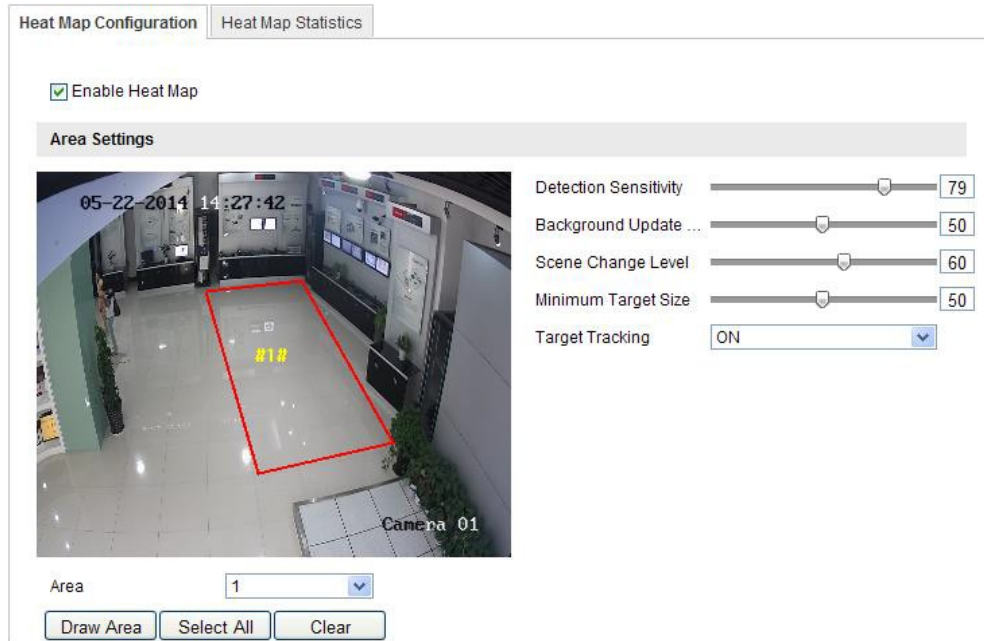 Heat Map Configuration
Heat Map Statistics
Enable Heat Map
Area Settings
05-22-2014 14:27:42
#1#
Camera 01
Detection Sensitivity 79
Background Update ... 50
Scene Change Level 60
Minimum Target Size 50
Target Tracking ON
Area 1
Draw Area Select All Clear